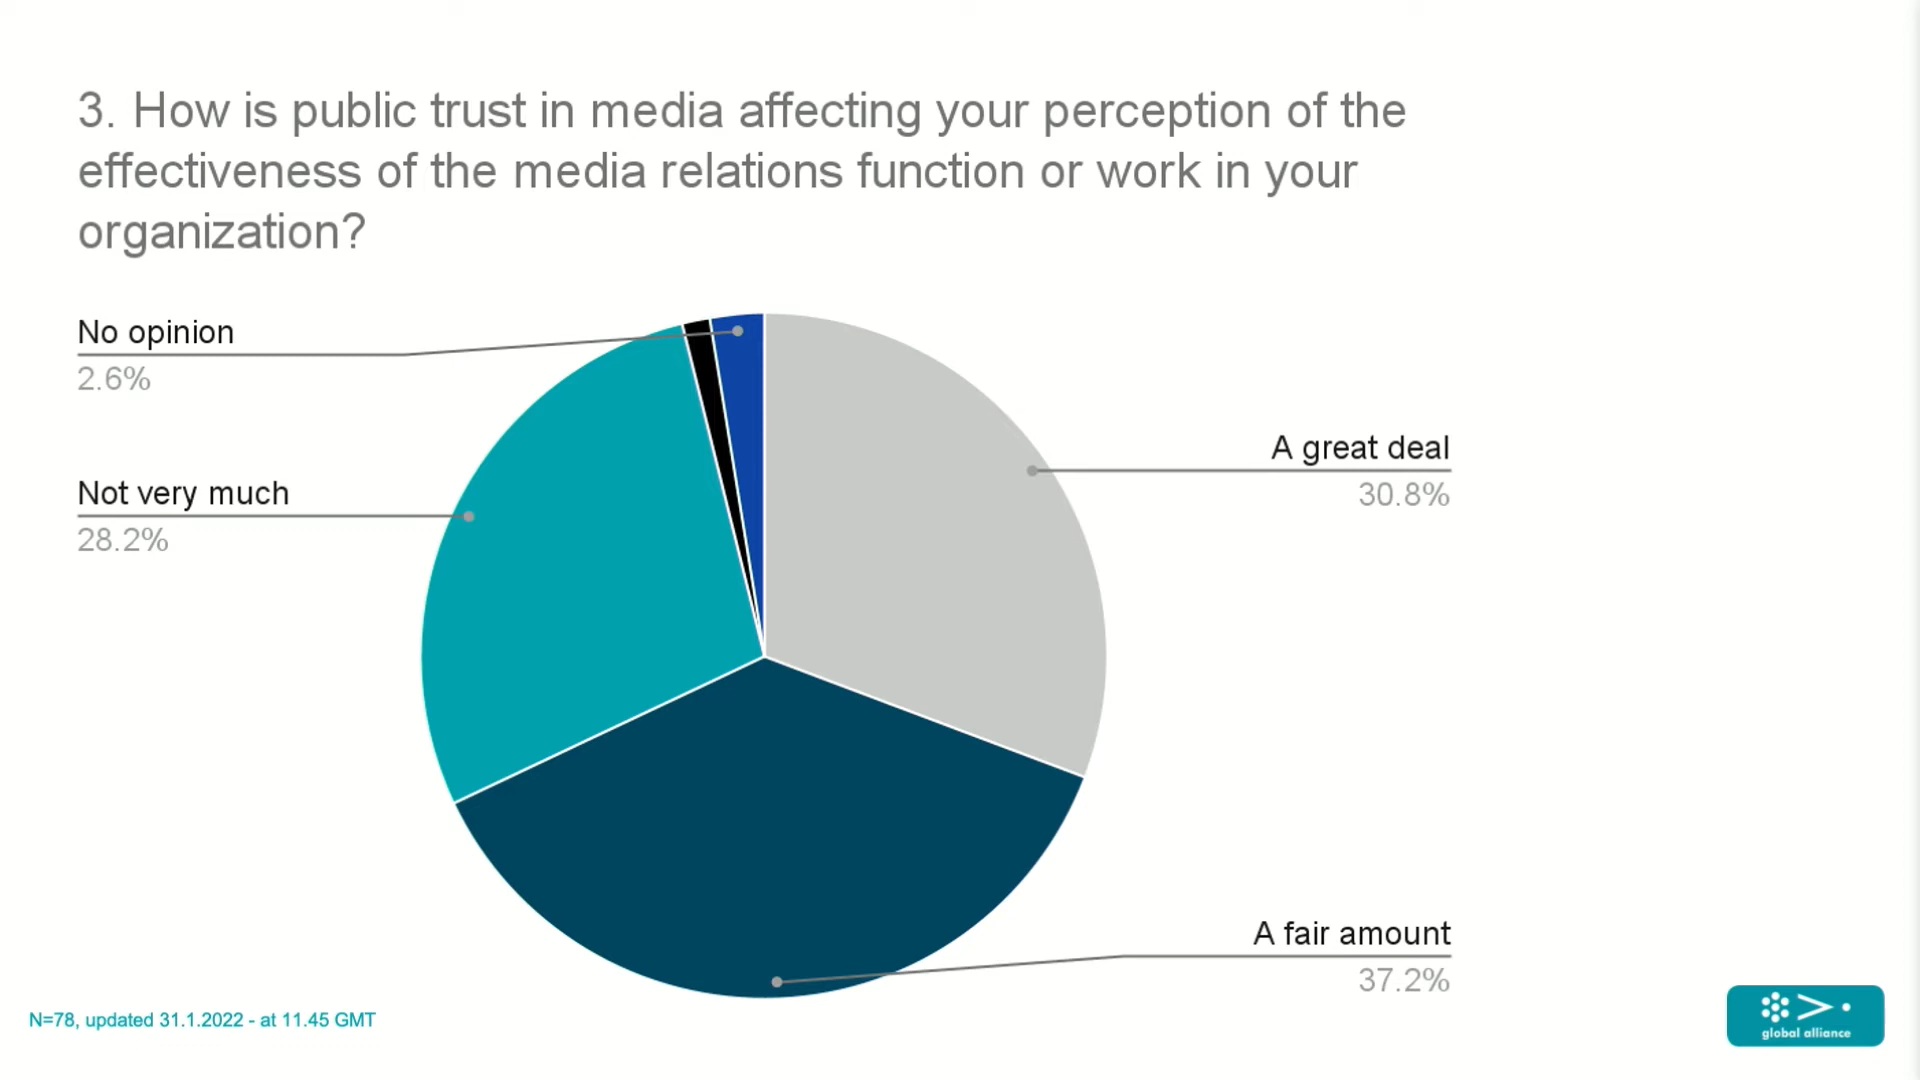 3. How is public trust in media affecting your perception of the
effectiveness of the media relations function or work in your
organization?
No opinion
2.6%
Not very much
28.2%
A great deal
30.8%
A fair amount
37.2%
N=78, updated 31.1.2022 - at 11.45 GMT
global alliance